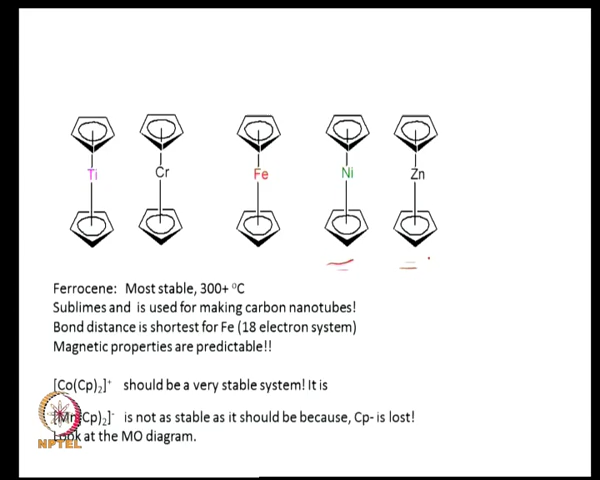 Ti Cr Fe Ni Zn
Ferrocene: Most stable, 300+ ºC
Sublimes and is used for making carbon nanotubes!
Bond distance is shortest for Fe (18 electron system)
Magnetic properties are predictable!!
[Co(Cp)₂]⁺ should be a very stable system! It is
[Mn(Cp)₂]⁻ is not as stable as it should be because, Cp- is lost!
Look at the MO diagram.
NPTEL